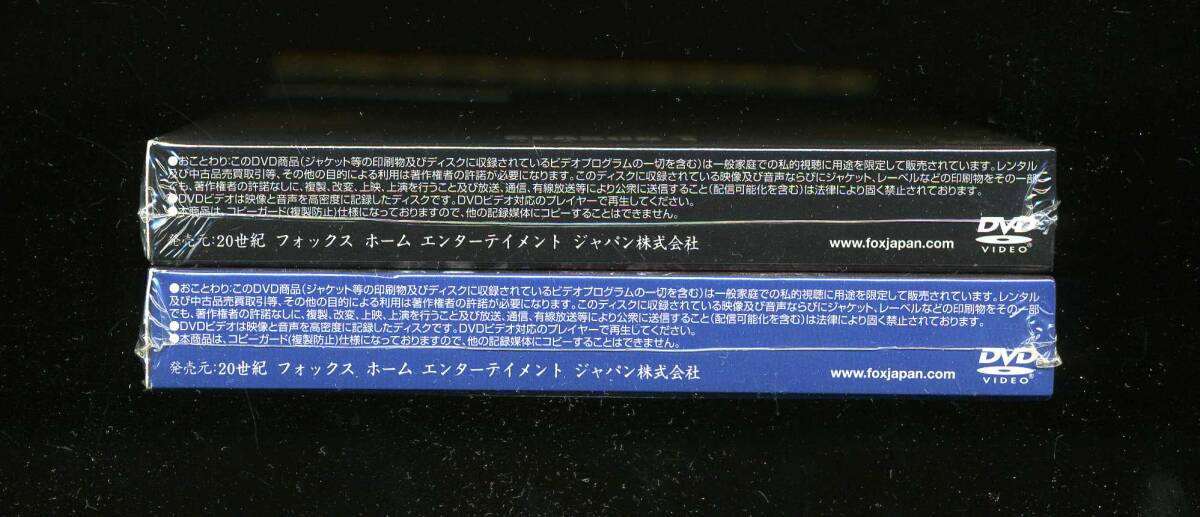 ●おことわり:このDVD商品(ジャケット等の印刷物及びディスクに収録されているビデオプログラムの一切を含む)は一般家庭での私的視聴に用途を限定して販売されています。レンタル
及び中古品売買取引等、その他の目的による利用は著作権者の許諾が必要になります。このディスクに収録されている映像及び音声ならびにジャケット、レーベルなどの印刷物をその一部
でも、著作権者の許諾なしに、複製、改変、上映、上演を行うこと及び放送、通信、有線放送等により公衆に送信すること(配信可能化を含む)は法律により固く禁止されております。
●DVDビデオは映像と音声を高密度に記録したディスクです。DVDビデオ対応のプレイヤーで再生してください。
●本商品は、コピーガード(複製防止)仕様になっておりますので、他の記録媒体にコピーすることはできません。
発売元:20世紀 フォックス ホーム エンターテイメント ジャパン株式会社
www.foxjapan.com
DVD
VIDEO
●おことわり:このDVD商品(ジャケット等の印刷物及びディスクに収録されているビデオプログラムの一切を含む)は一般家庭での私的視聴に用途を限定して販売されています。レンタル
及び中古品売買取引等、その他の目的による利用は著作権者の許諾が必要になります。このディスクに収録されている映像及び音声ならびにジャケット、レーベルなどの印刷物をその一部
でも、著作権者の許諾なしに、複製、改変、上映、上演を行うこと及び放送、通信、有線放送等により公衆に送信すること(配信可能化を含む)は法律により固く禁止されております。
●DVDビデオは映像と音声を高密度に記録したディスクです。DVDビデオ対応のプレイヤーで再生してください。
●本商品は、コピーガード(複製防止)仕様になっておりますので、他の記録媒体にコピーすることはできません。
発売元:20世紀 フォックス ホーム エンターテイメント ジャパン株式会社
www.foxjapan.com
DVD
VIDEO